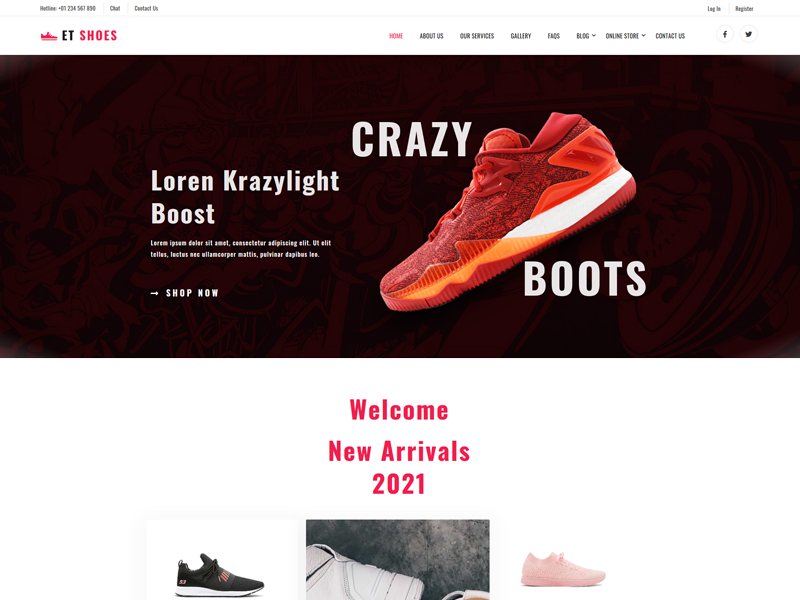 Hotline: +01 234 567 890
Chat
Contact Us
Log In
Register
ET SHOES
HOME
ABOUT US
OUR SERVICES
GALLERY
FAQS
BLOG
ONLINE STORE
CONTACT US
CRAZY
Loren Krazylight
Boost
Lorem ipsum dolor sit amet, consectetur adipiscing elit. Ut elit
tellus, luctus nec ullamcorper mattis, pulvinar dapibus leo.
SHOP NOW
BOOTS
Welcome
New Arrivals
2021